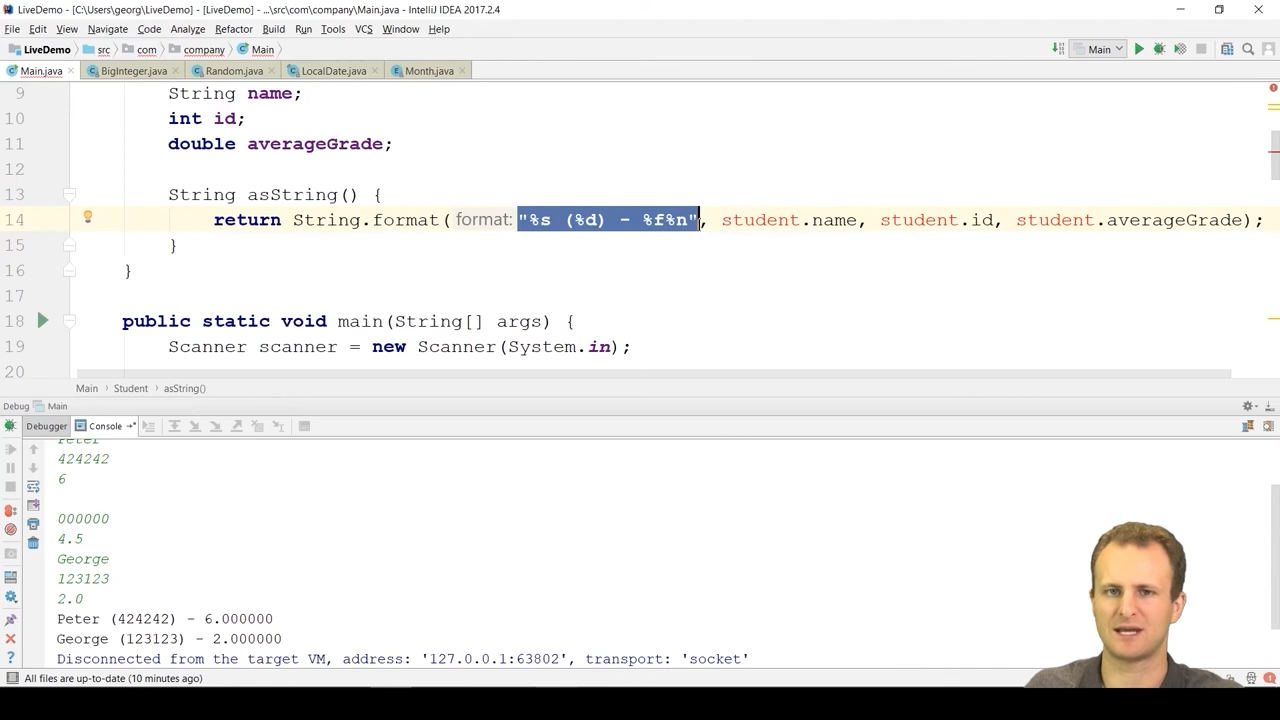 LiveDemo - [C:\Users\georg\LiveDemo] - [LiveDemo] - ...\src\com\company\Main.java - IntelliJ IDEA 2017.2.4
File Edit View Navigate Code Analyze Refactor Build Run Tools VCS Window Help
LiveDemo src com company Main Main
Main.java BigInteger.java Random.java LocalDate.java Month.java
9 String name;
10 int id;
11 double averageGrade;
12
13 String asString() {
14 return String.format( format: "%s (%d) - %f%n", student.name, student.id, student.averageGrade);
15 }
16 }
17
18 public static void main(String[] args) {
19 Scanner scanner = new Scanner(System.in);
20
Main Student asString()
Debug Main
Debugger Console
Peter
424242
6
000000
4.5
George
123123
2.0
Peter (424242) - 6.000000
George (123123) - 2.000000
Disconnected from the target VM, address: '127.0.0.1:63802', transport: 'socket'
All files are up-to-date (10 minutes ago)